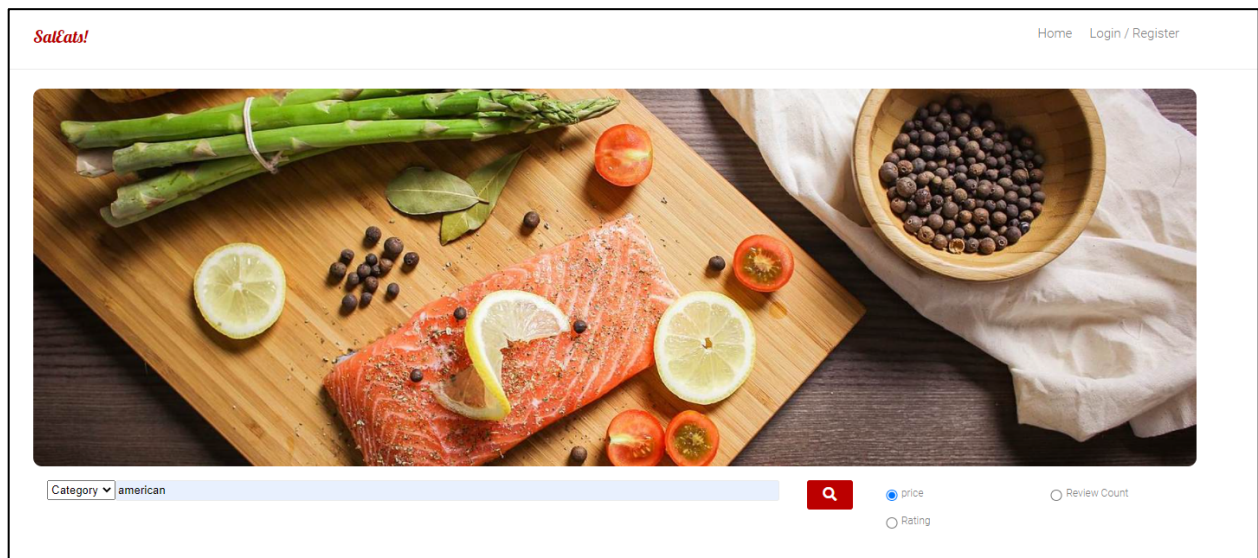 SalEats!
Home Login / Register
Category american
price Review Count
Rating